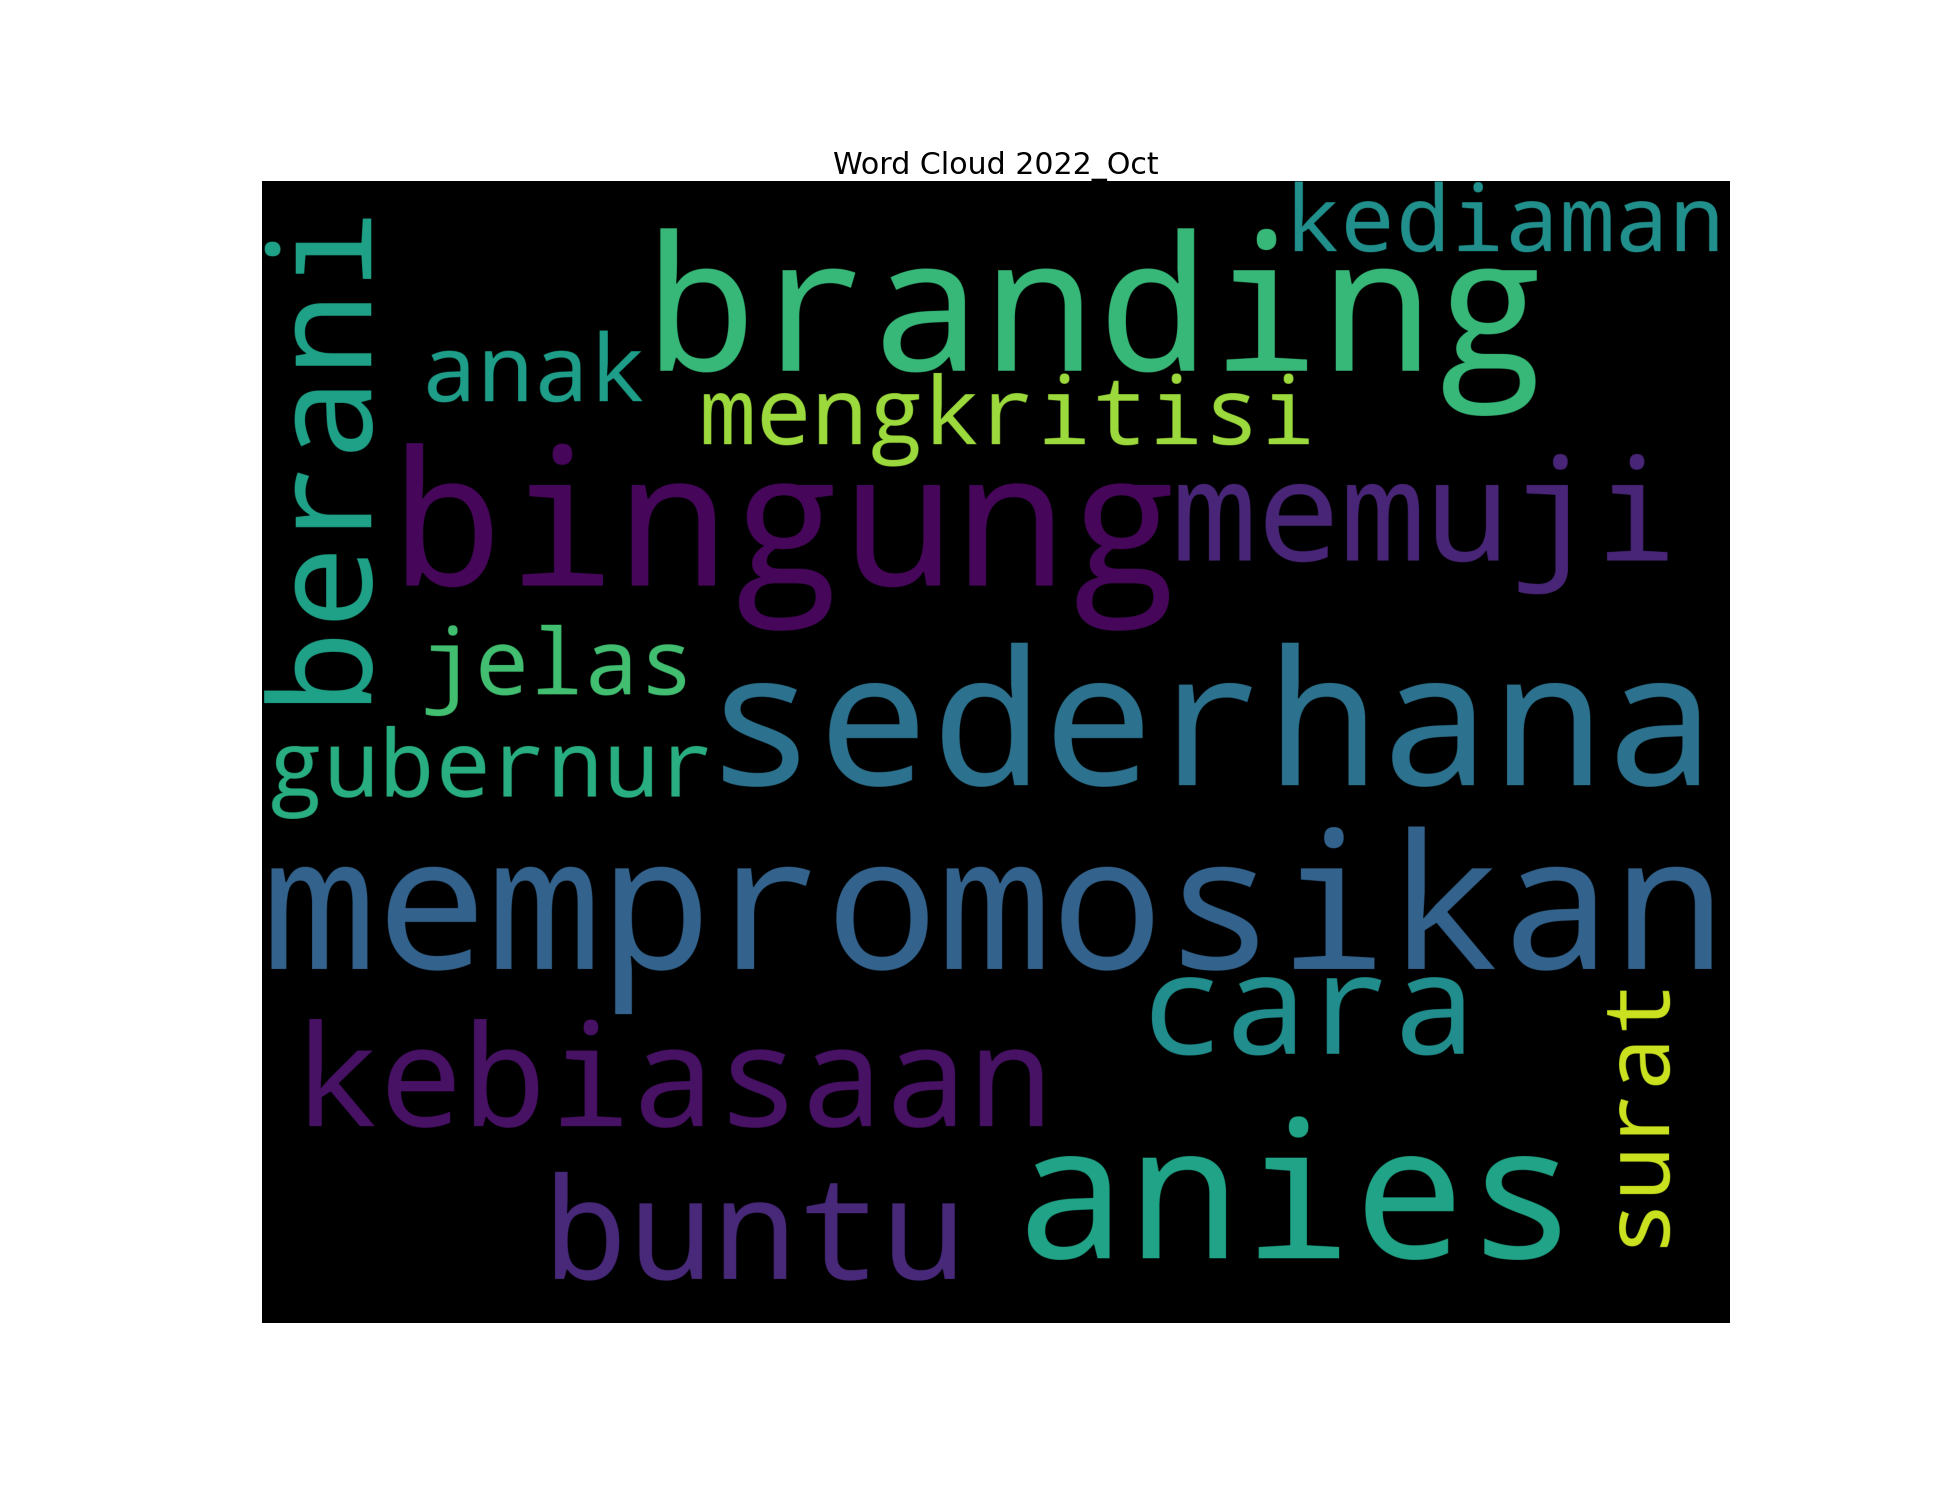 Word Cloud 2022_Oct
kediaman
branding
berani
anak
mengkritisi
bingung
memuji
jelas
sederhana
gubernur
mempromosikan
cara
surat
kebiasaan
anies
buntu